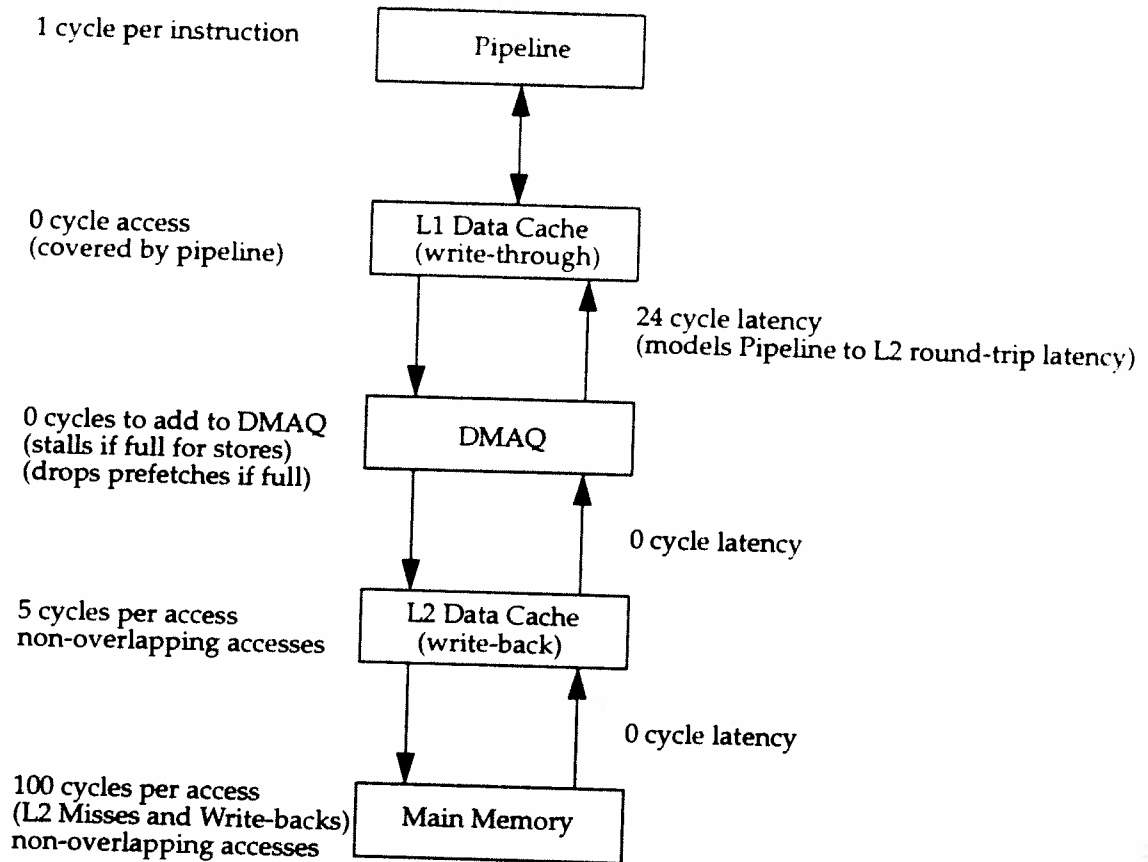 1 cycle per instruction
Pipeline
0 cycle access
(covered by pipeline)
L1 Data Cache
(write-through)
24 cycle latency
(models Pipeline to L2 round-trip latency)
0 cycles to add to DMAQ
(stalls if full for stores)
(drops prefetches if full)
DMAQ
0 cycle latency
5 cycles per access
non-overlapping accesses
L2 Data Cache
(write-back)
0 cycle latency
100 cycles per access
(L2 Misses and Write-backs)
non-overlapping accesses
Main Memory